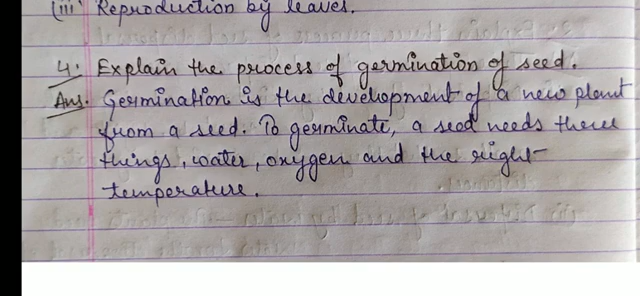 (iii) Reproduction by leaves.
4. Explain the process of germination of seed.
Ans. Germination is the development of a new plant
from a seed. To germinate, a seed needs three
things, water, oxygen and the right
temperature.